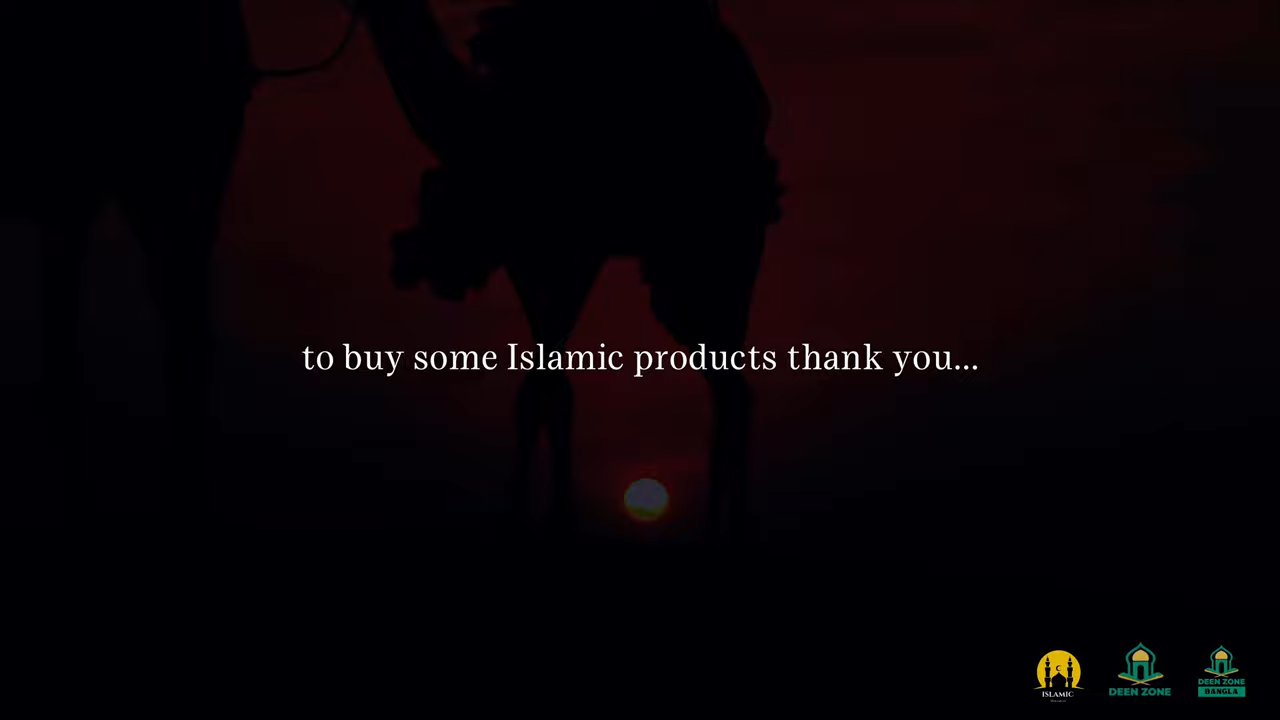 to buy some Islamic products thank you...
ISLAMIC
DEEN ZONE
DEEN ZONE
BANGLA